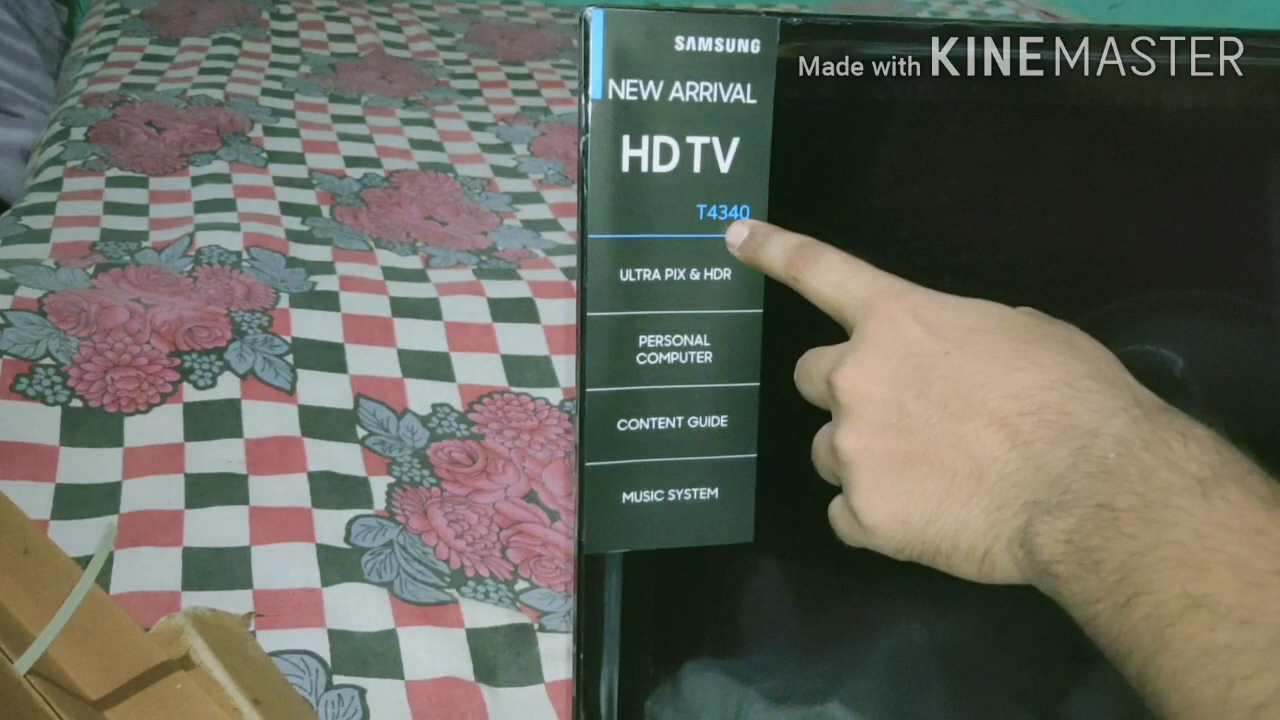 SAMSUNG
Made with KINEMASTER
NEW ARRIVAL
HD TV
T4340
ULTRA PIX & HDR
PERSONAL
COMPUTER
CONTENT GUIDE
MUSIC SYSTEM